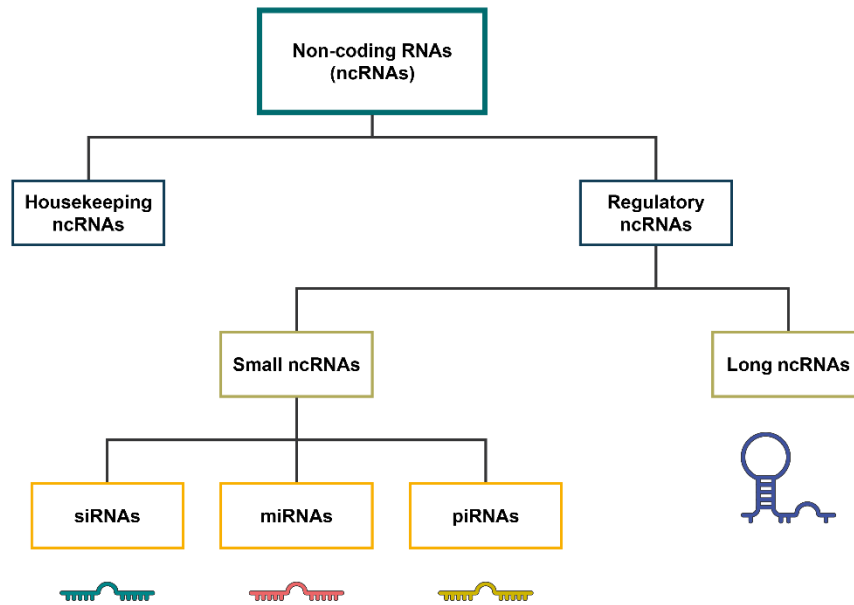 Non-coding RNAs
(ncRNAs)
Housekeeping
ncRNAs
Regulatory
ncRNAs
Small ncRNAs
Long ncRNAs
siRNAs
miRNAs
piRNAs